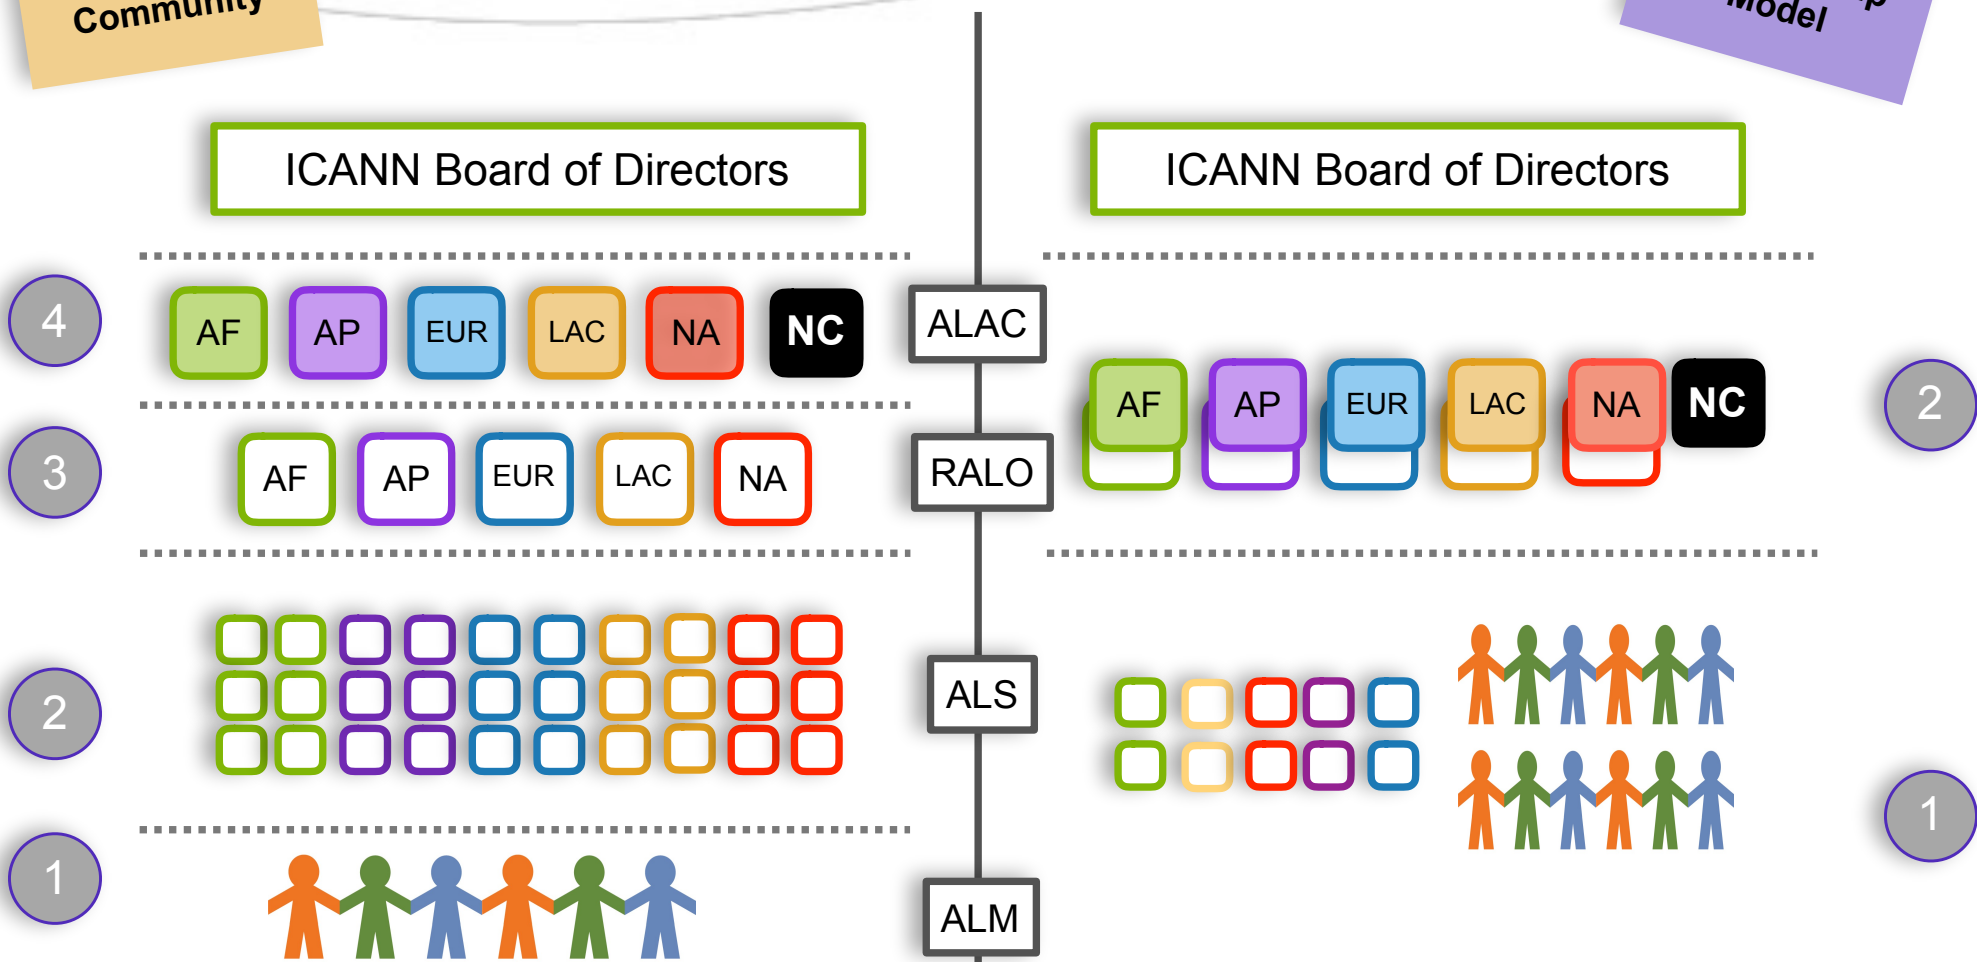 Community
Model
ICANN Board of Directors
ICANN Board of Directors
4
AF AP EUR LAC NA NC
ALAC
AF AP EUR LAC NA NC
2
3
AF AP EUR LAC NA
RALO
2
ALS
1
1
ALM